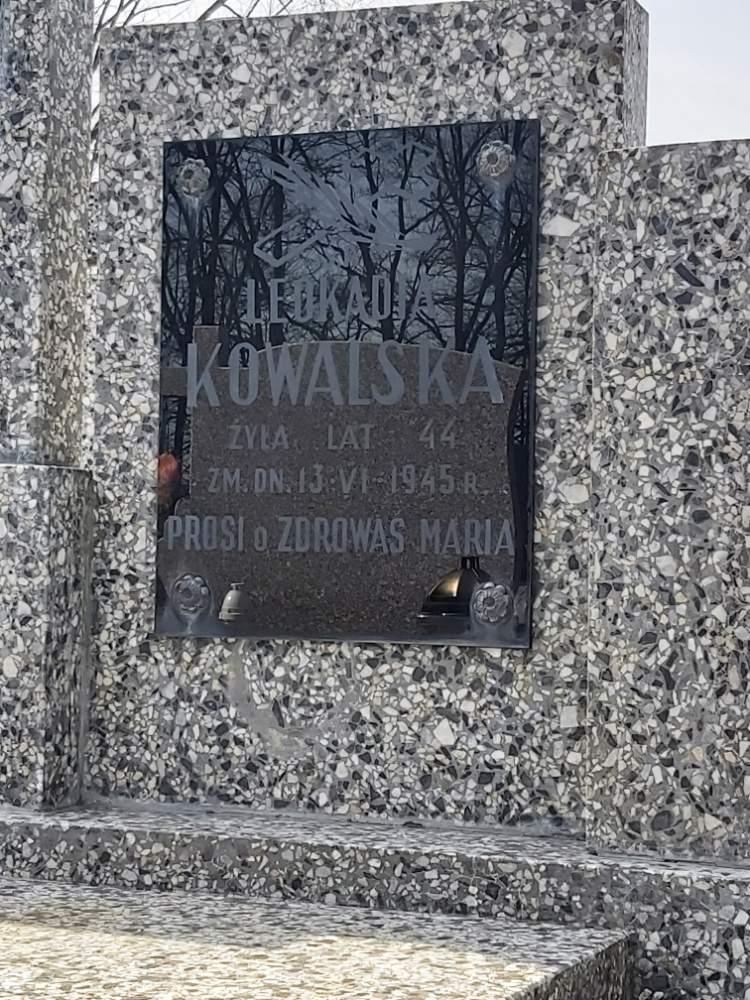 LEOKADIA
KOWALSKA
ŻYŁA LAT 44
ZM. DN. 13-VI-1945 R.
PROSI o ZDROWAŚ MARIA